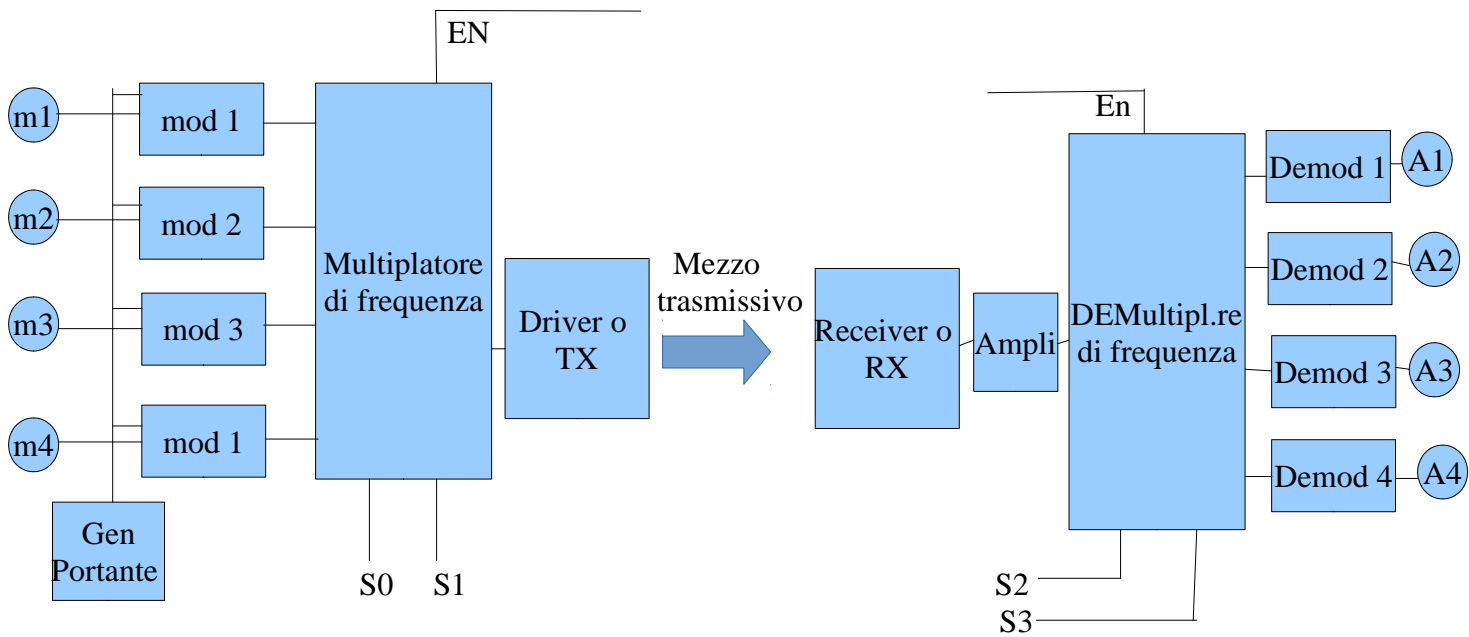 EN
m1
mod 1
m2
mod 2
m3
mod 3
m4
mod 1
Gen
Portante
Multiplatore
di frequenza
S0
S1
Driver o
TX
Mezzo
trasmissivo
Receiver o
RX
Ampli
En
DEMultipl.re
di frequenza
S2
S3
Demod 1
A1
Demod 2
A2
Demod 3
A3
Demod 4
A4